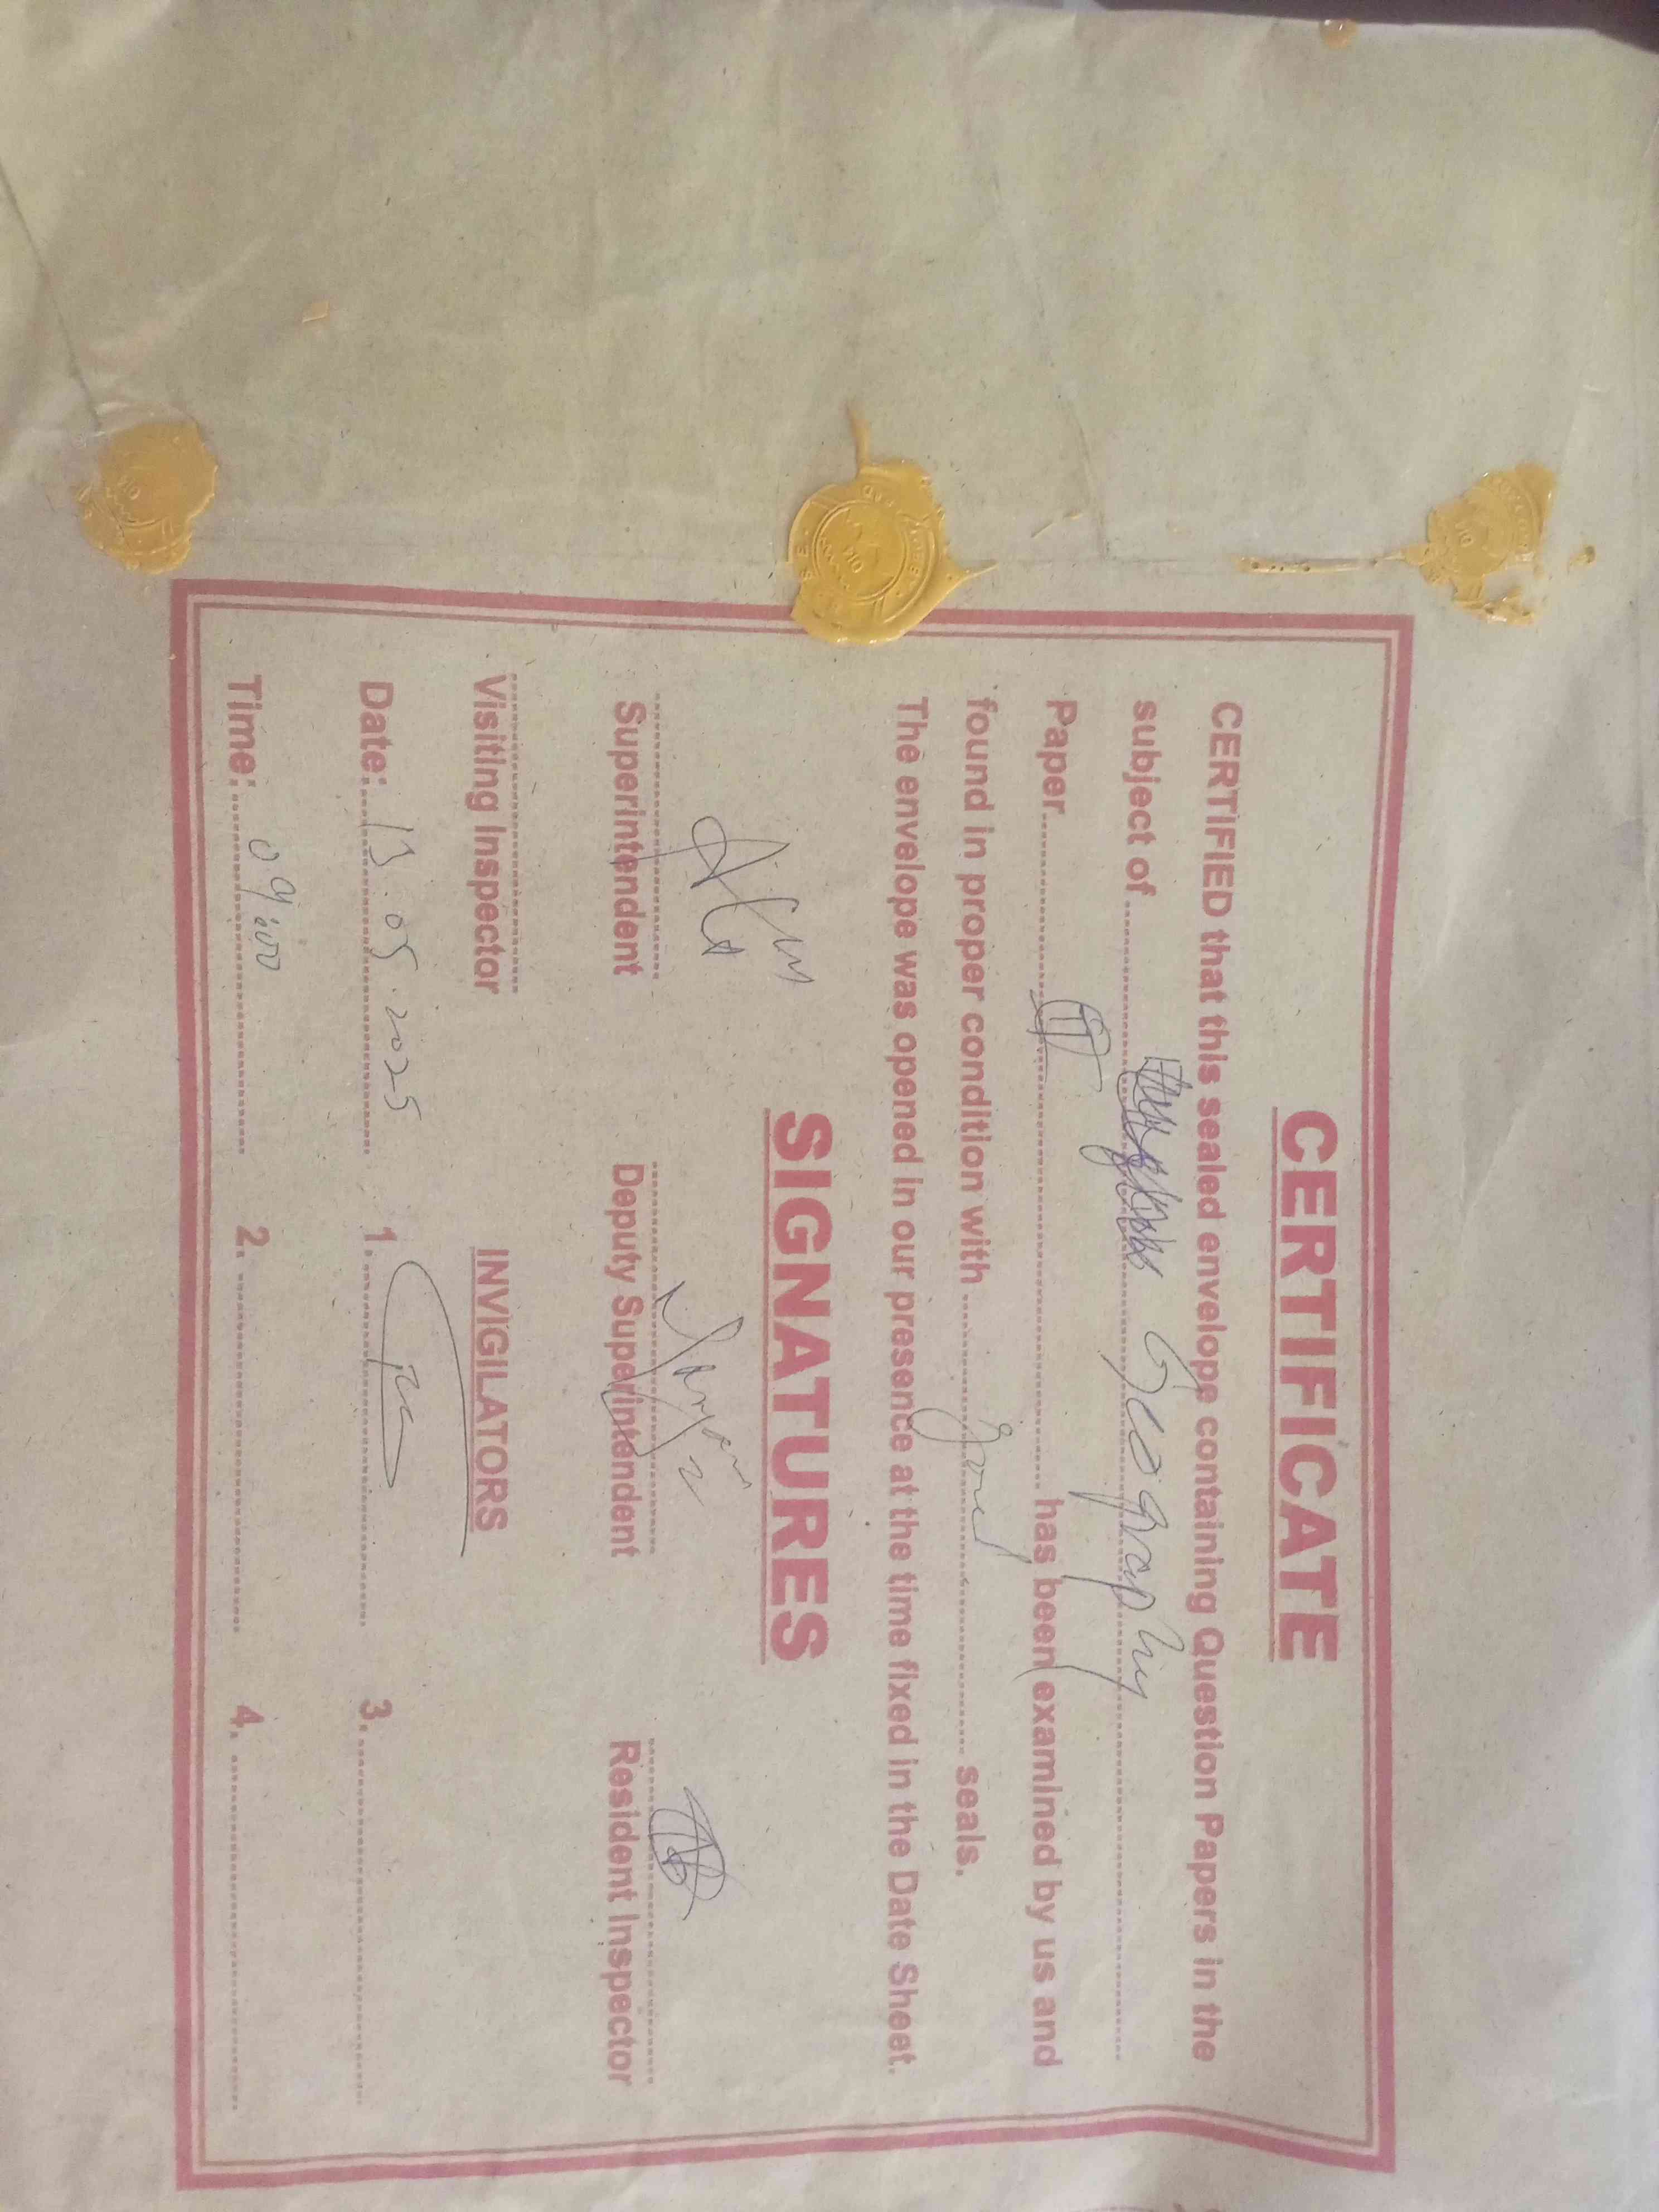 CERTIFICATE
CERTIFIED that this sealed envelope containing Question Papers in the
subject of .................... Geography ....................
Paper .................... has been examined by us and
found in proper condition with .......... good .......... seals.
The envelope was opened in our presence at the time fixed in the Date Sheet.
SIGNATURES
Superintendent Deputy Superintendent Resident Inspector
Visiting Inspector INVIGILATORS
Date: 13.05.2025 1. .................... 3. ....................
Time: 09:00 2. .................... 4. ....................